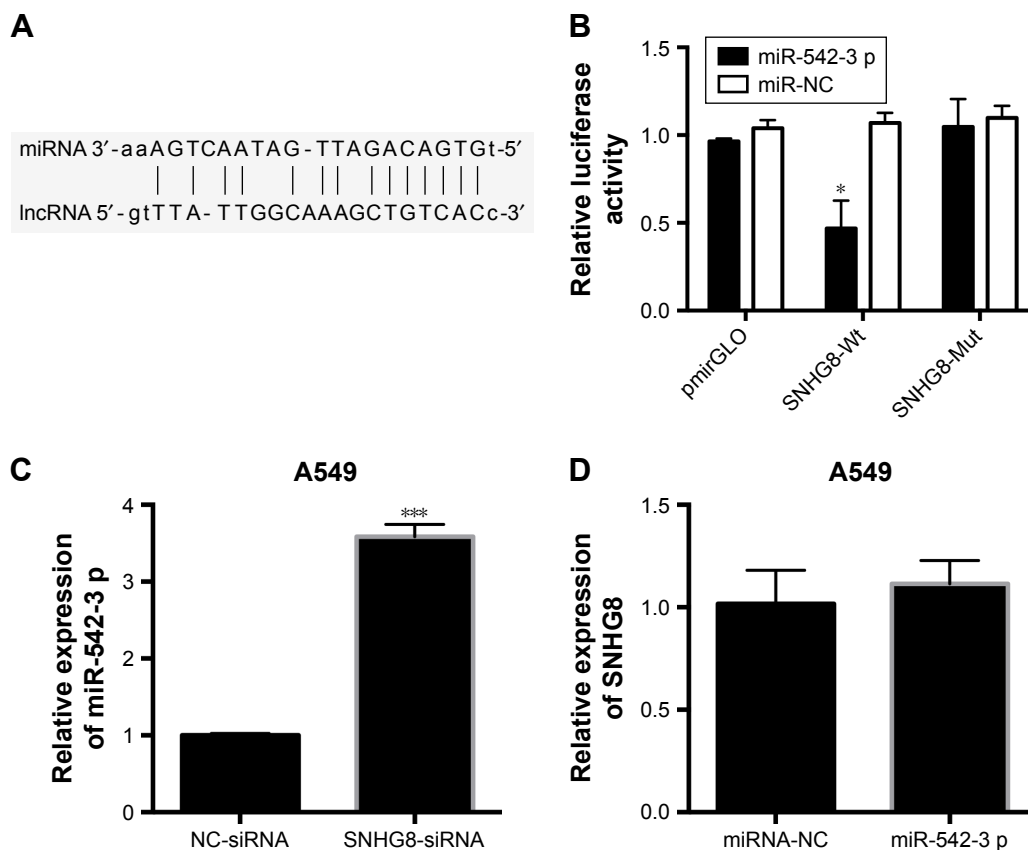 A
miRNA 3′-aaAGTCAATAG-TTAGACAGTGt-5′
lncRNA 5′-gtTTA-TTGGCAAAGCTGTCACc-3′
B
miR-542-3 p
miR-NC
Relative luciferase
activity
1.5
1.0
0.5
0.0
*
pmirGLO
SNHG8-Wt
SNHG8-Mut
C
A549
Relative expression
of miR-542-3 p
4
3
2
1
0
***
NC-siRNA
SNHG8-siRNA
D
A549
Relative expression
of SNHG8
1.5
1.0
0.5
0.0
miRNA-NC
miR-542-3 p